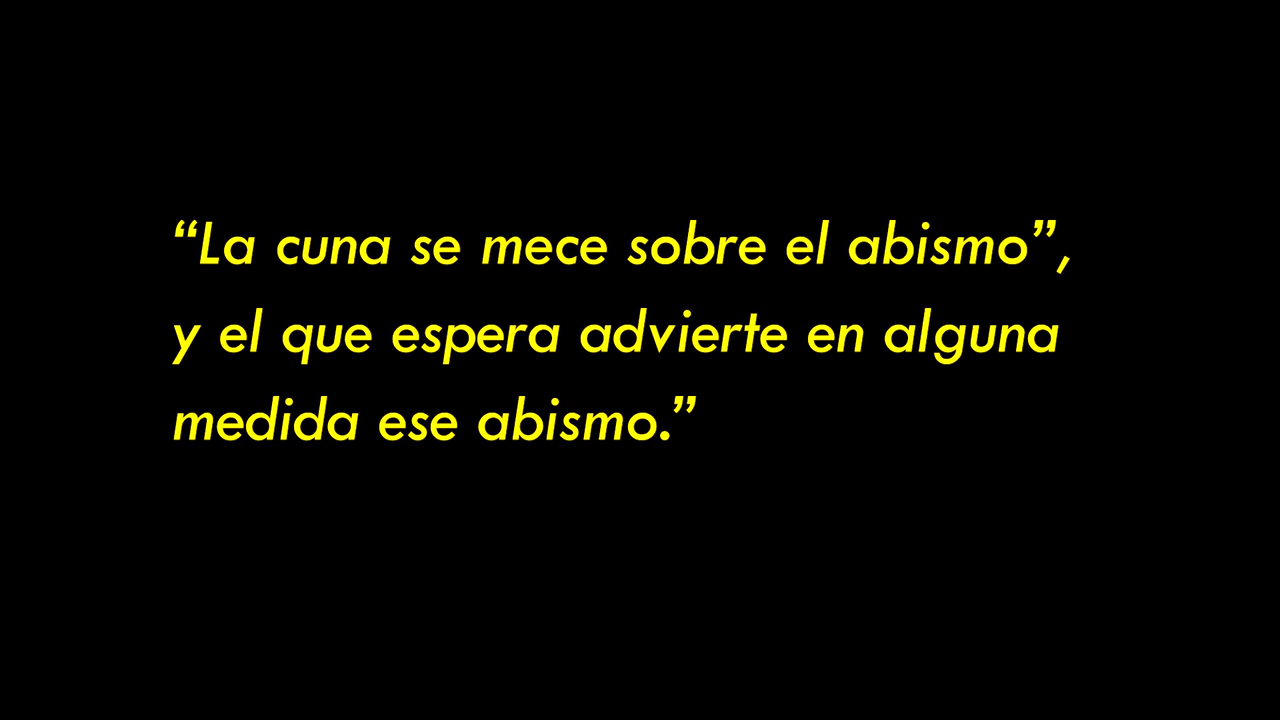 “La cuna se mece sobre el abismo”,
y el que espera advierte en alguna
medida ese abismo.”